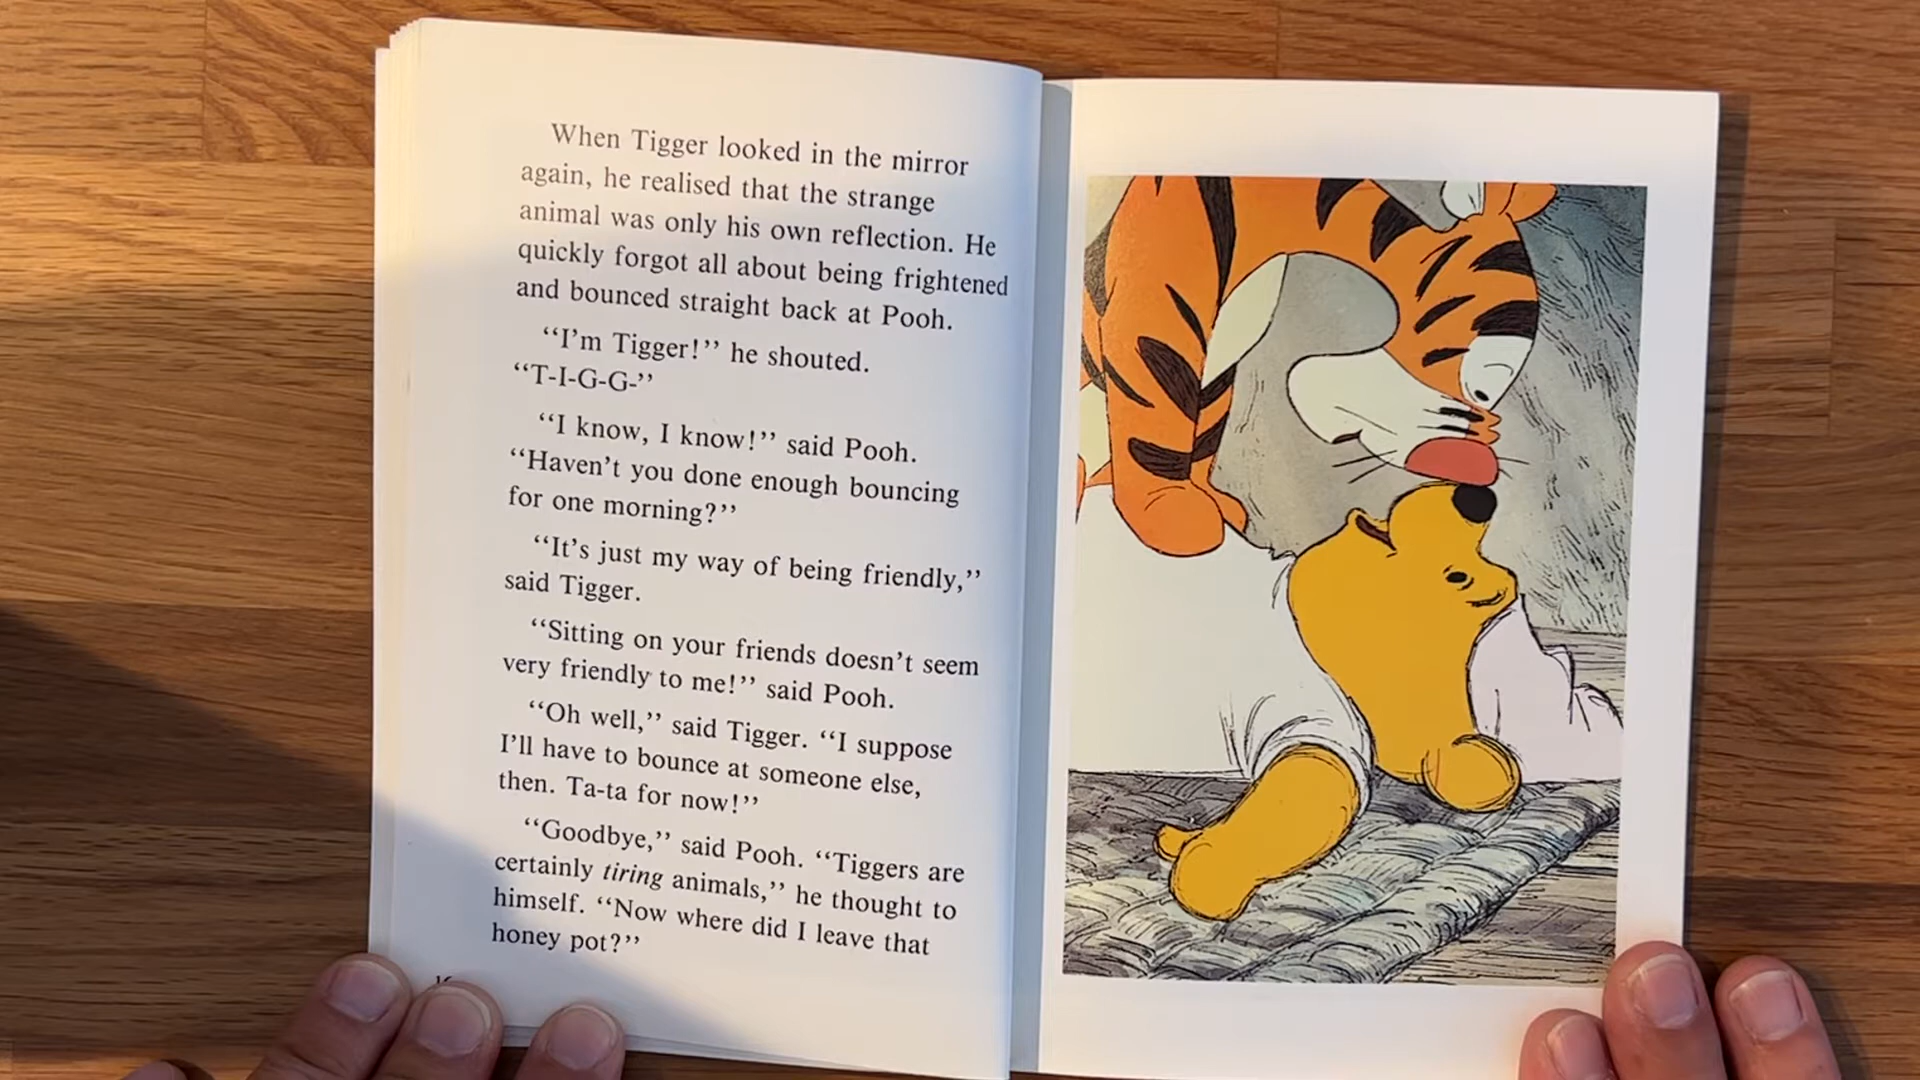 When Tigger looked in the mirror
again, he realised that the strange
animal was only his own reflection. He
quickly forgot all about being frightened
and bounced straight back at Pooh.
‘‘I’m Tigger!’’ he shouted.
‘‘T-I-G-G-’’
‘‘I know, I know!’’ said Pooh.
‘‘Haven’t you done enough bouncing
for one morning?’’
‘‘It’s just my way of being friendly,’’
said Tigger.
‘‘Sitting on your friends doesn’t seem
very friendly to me!’’ said Pooh.
‘‘Oh well,’’ said Tigger. ‘‘I suppose
I’ll have to bounce at someone else,
then. Ta-ta for now!’’
‘‘Goodbye,’’ said Pooh. ‘‘Tiggers are
certainly tiring animals,’’ he thought to
himself. ‘‘Now where did I leave that
honey pot?’’